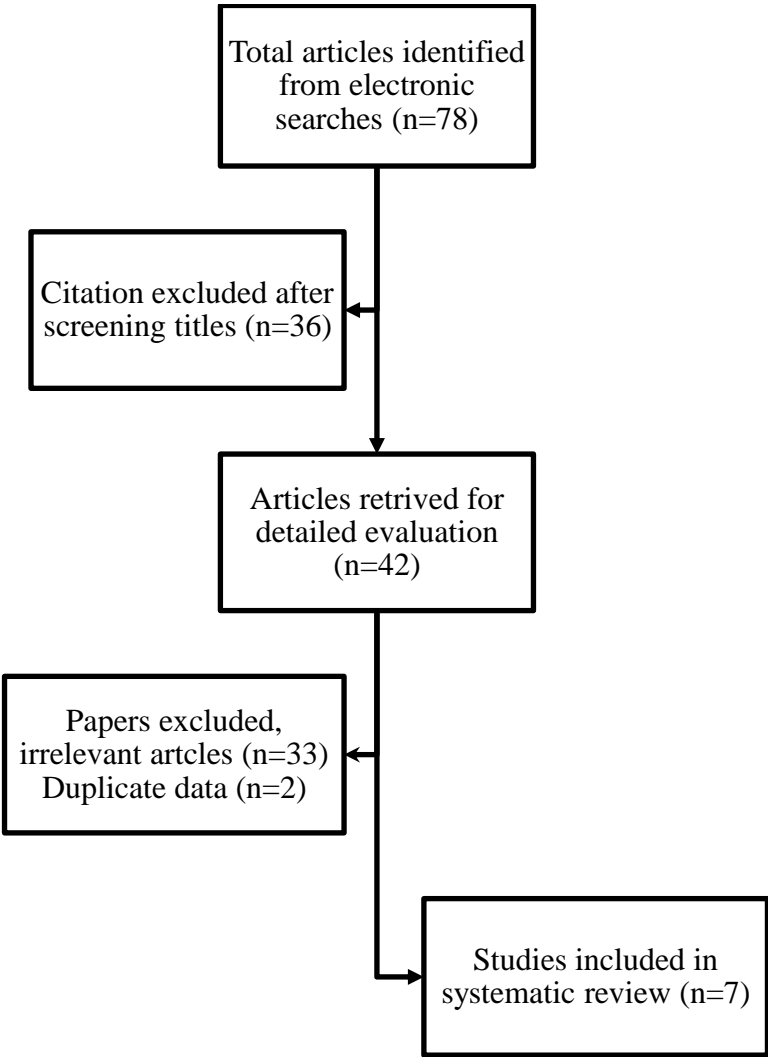 Total articles identified
from electronic
searches (n=78)
Citation excluded after
screening titles (n=36)
Articles retrived for
detailed evaluation
(n=42)
Papers excluded,
irrelevant artcles (n=33)
Duplicate data (n=2)
Studies included in
systematic review (n=7)